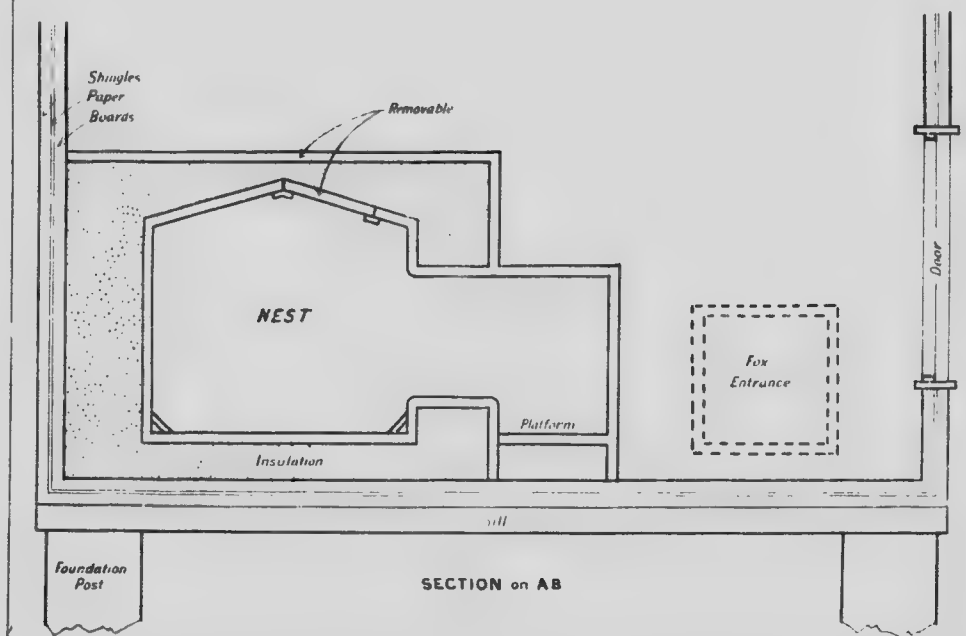 Shingles
Paper
Boards
Removable
NEST
Door
Fox
Entrance
Platform
Insulation
Sill
Foundation
Post
SECTION on AB